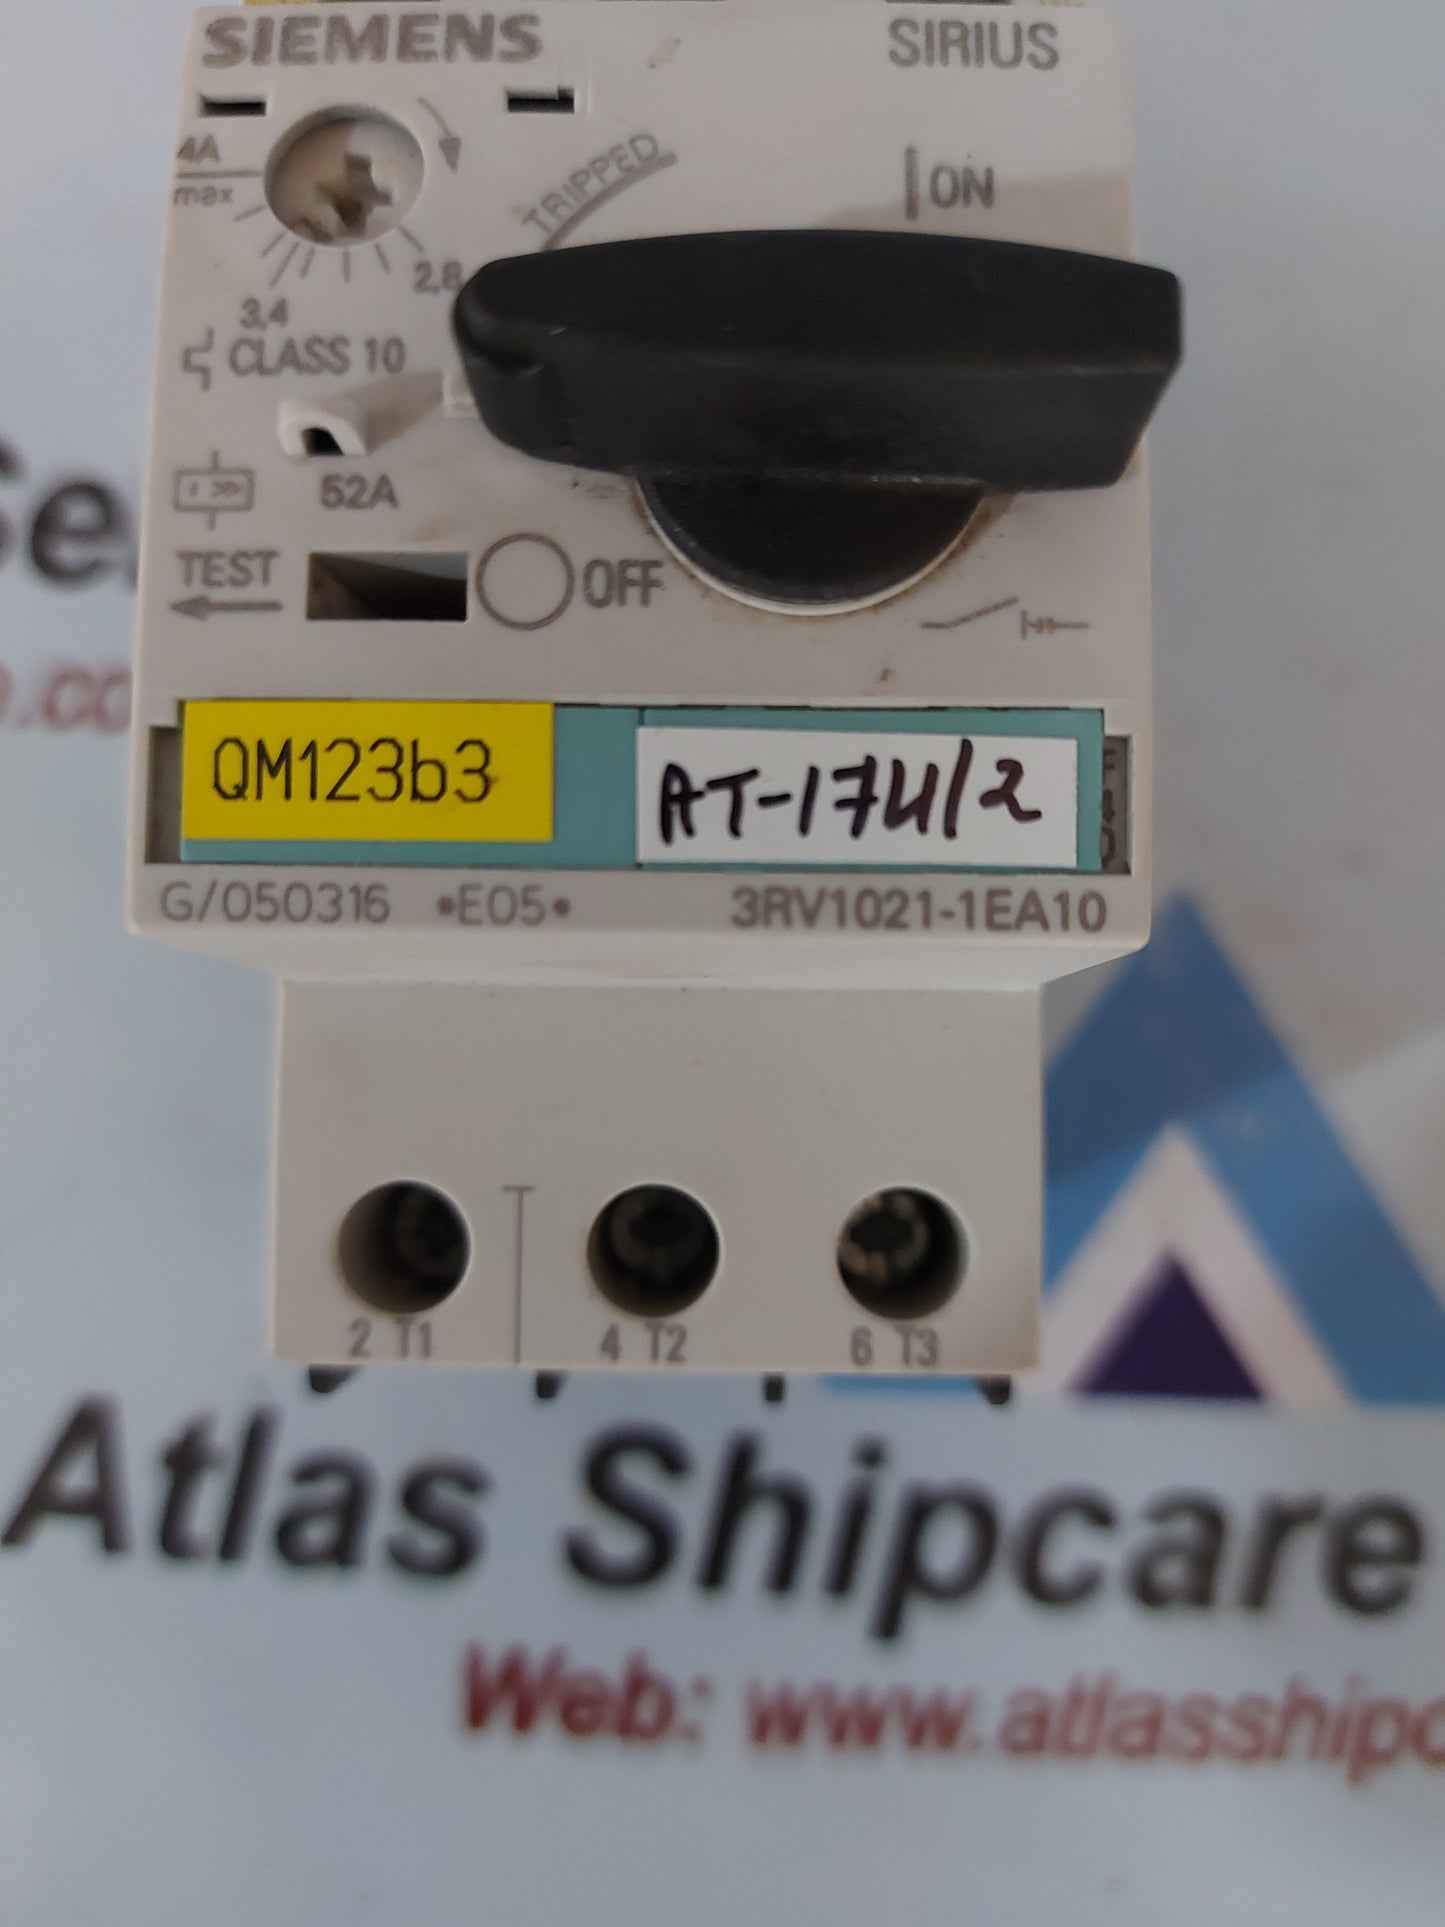 SIEMENS SIRIUS
4A
max
TRIPPED
ON
2,8
3,4
CLASS 10
52A
TEST
OFF
QM123b3
AT-174/2
G/050316 *E05* 3RV1021-1EA10
2 T1 4 T2 6 T3
Atlas Shipcare
Web: www.atlasshipc